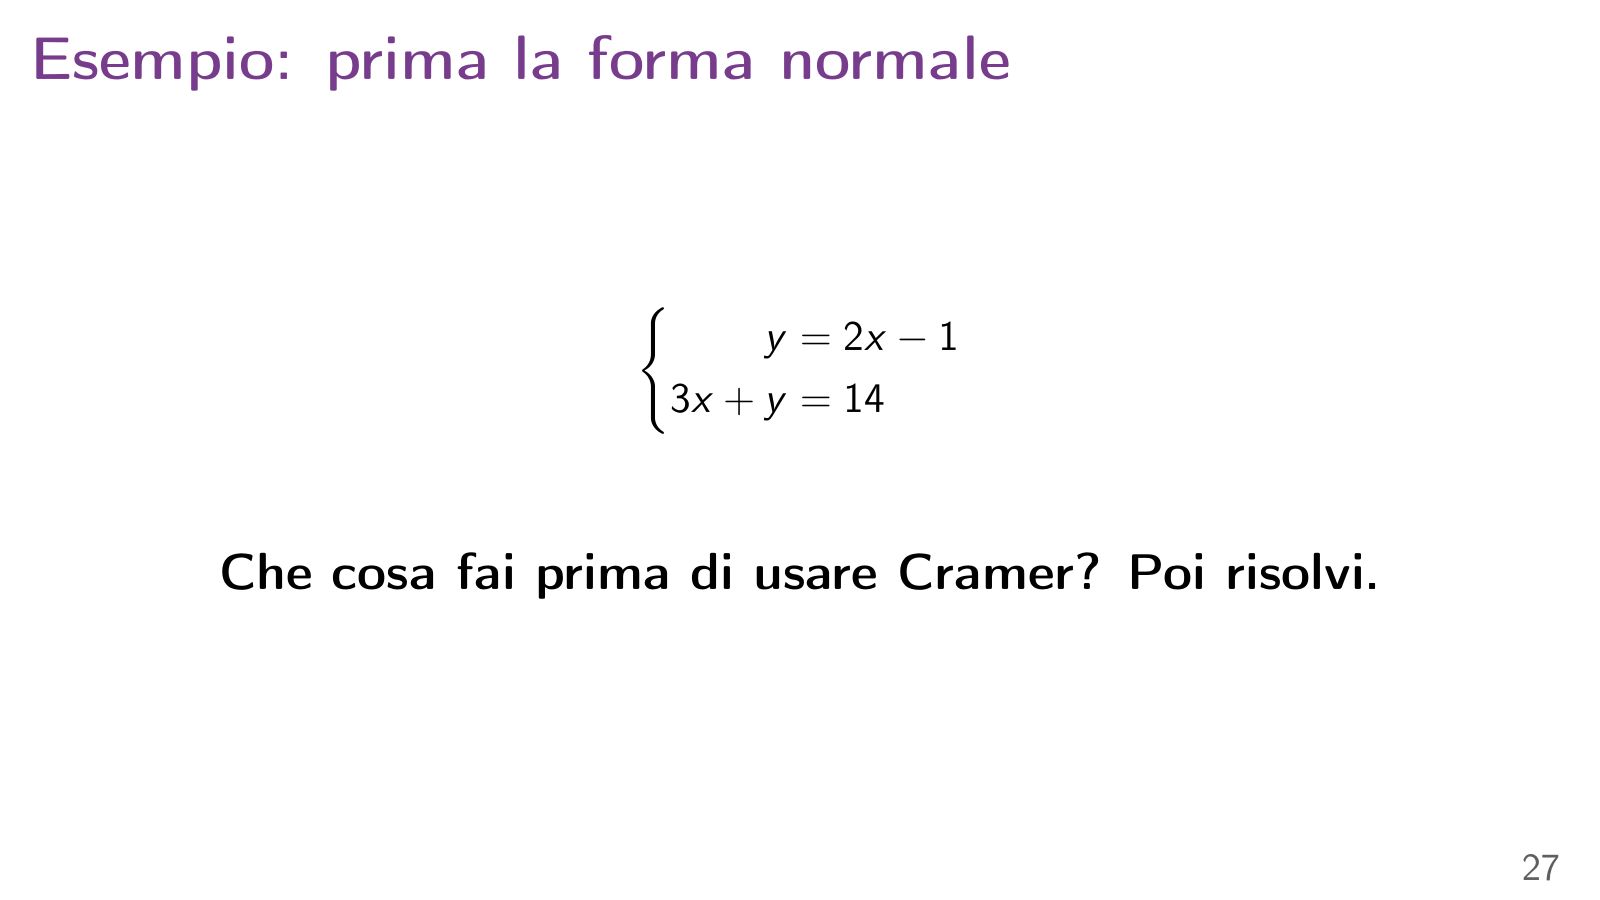 Esempio: prima la forma normale
y = 2x − 1
3x + y = 14
Che cosa fai prima di usare Cramer? Poi risolvi.
27